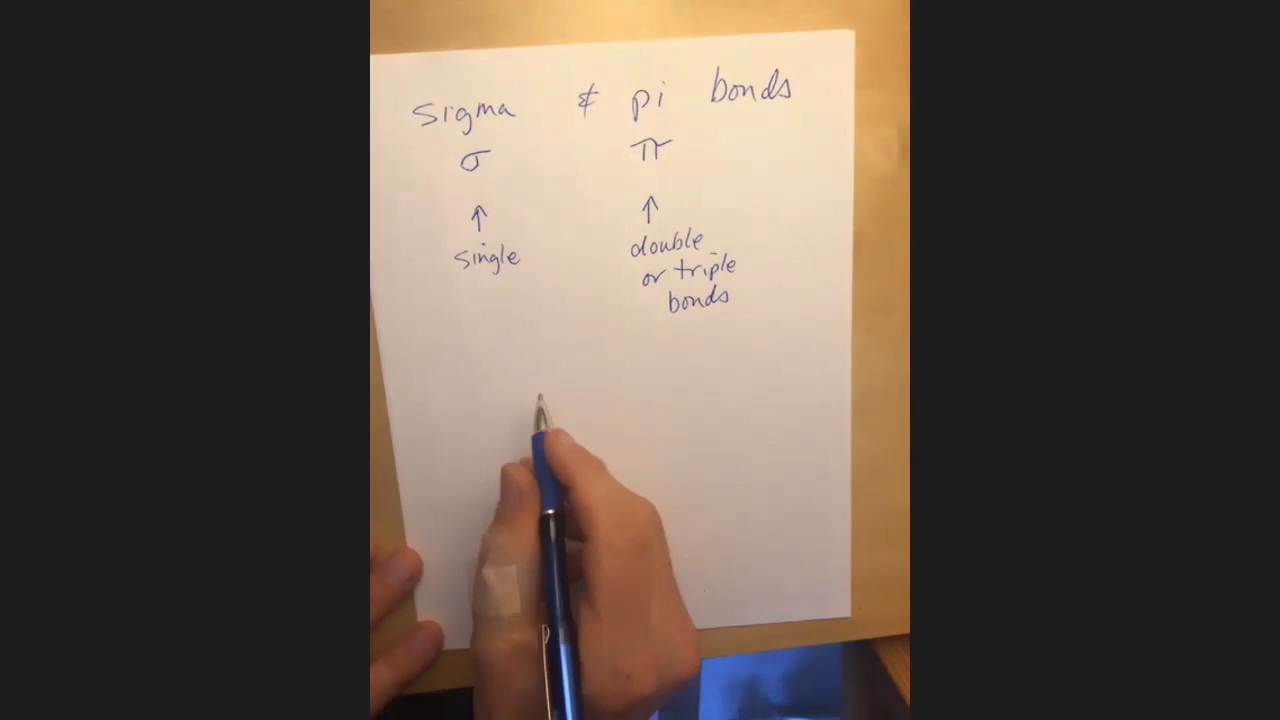 sigma & pi bonds
σ π
↑ ↑
single double
or triple
bonds